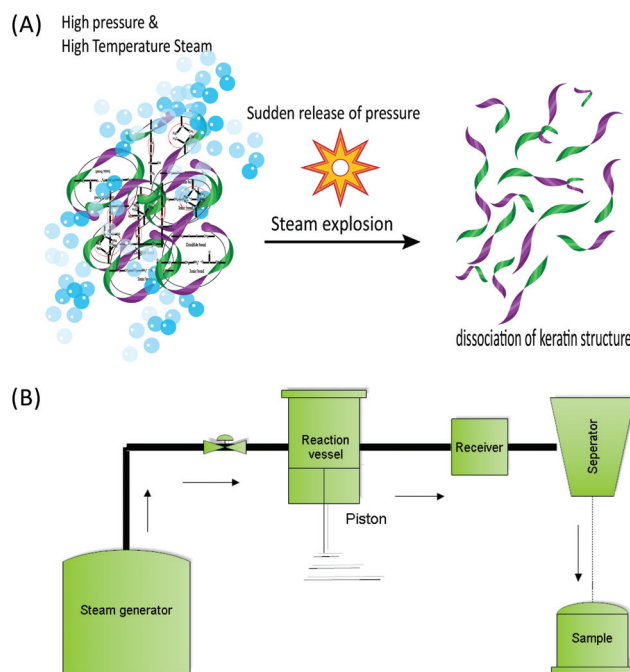 (A)
High pressure &
High Temperature Steam
Sudden release of pressure
Steam explosion
dissociation of keratin structure
(B)
Reaction
vessel
Receiver
Seperator
Piston
Steam generator
Sample